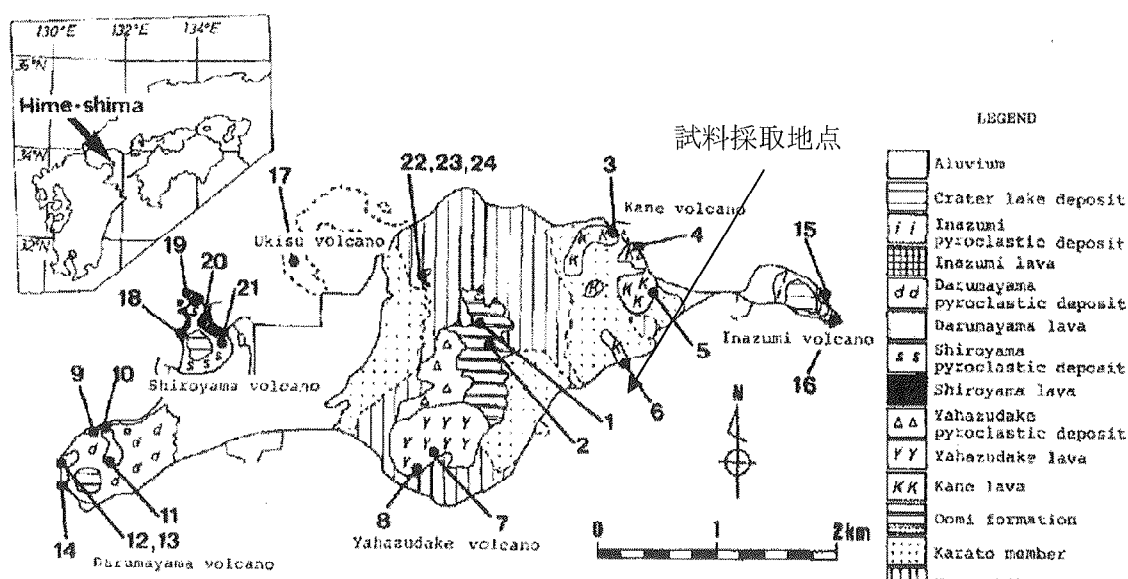 130°E 132°E 134°E
34°N
32°N
Hime-shima
試料採取地点
17
22,23,24
3
Kane volcano
4
15
Ukisu volcano
19
20
18
21
5
Inazumi volcano
16
Shiroyama volcano
9
10
6
1
2
N
11
8
7
14
12,13
Yahazudake volcano
Darumayama volcano
0 1 2km
LEGEND
Aluvium
Crater lake deposit
i i Inazumi
pyroclastic deposit
Inazumi lava
d d Darumayama
pyroclastic deposit
Darumayama lava
s s Shiroyama
pyroclastic deposit
Shiroyama lava
Δ Δ Yahazudake
pyroclastic deposit
Y Y Yahazudake lava
K K Kane lava
Oomi formation
Karato member